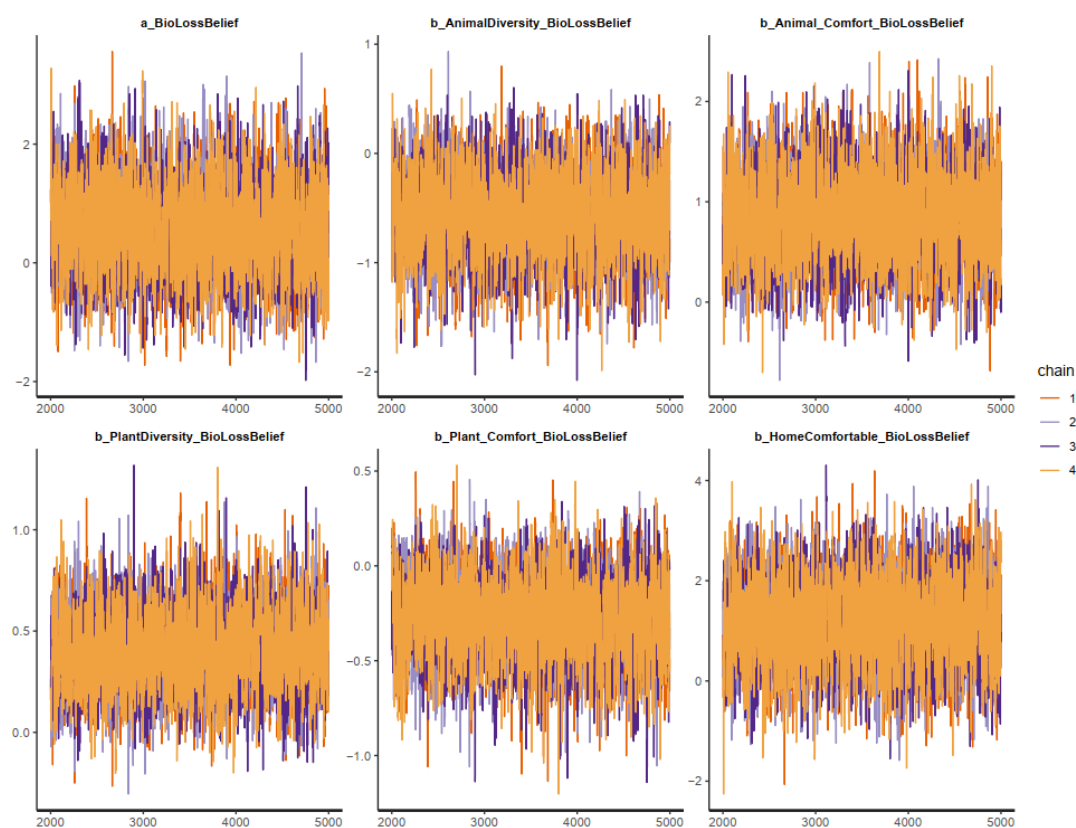 a_BioLossBelief
b_AnimalDiversity_BioLossBelief
b_Animal_Comfort_BioLossBelief
2
0
−2
1
0
−1
−2
2
1
0
2000 3000 4000 5000
2000 3000 4000 5000
2000 3000 4000 5000
b_PlantDiversity_BioLossBelief
b_Plant_Comfort_BioLossBelief
b_HomeComfortable_BioLossBelief
1.0
0.5
0.0
0.5
0.0
−0.5
−1.0
4
2
0
−2
2000 3000 4000 5000
2000 3000 4000 5000
2000 3000 4000 5000
chain
1
2
3
4